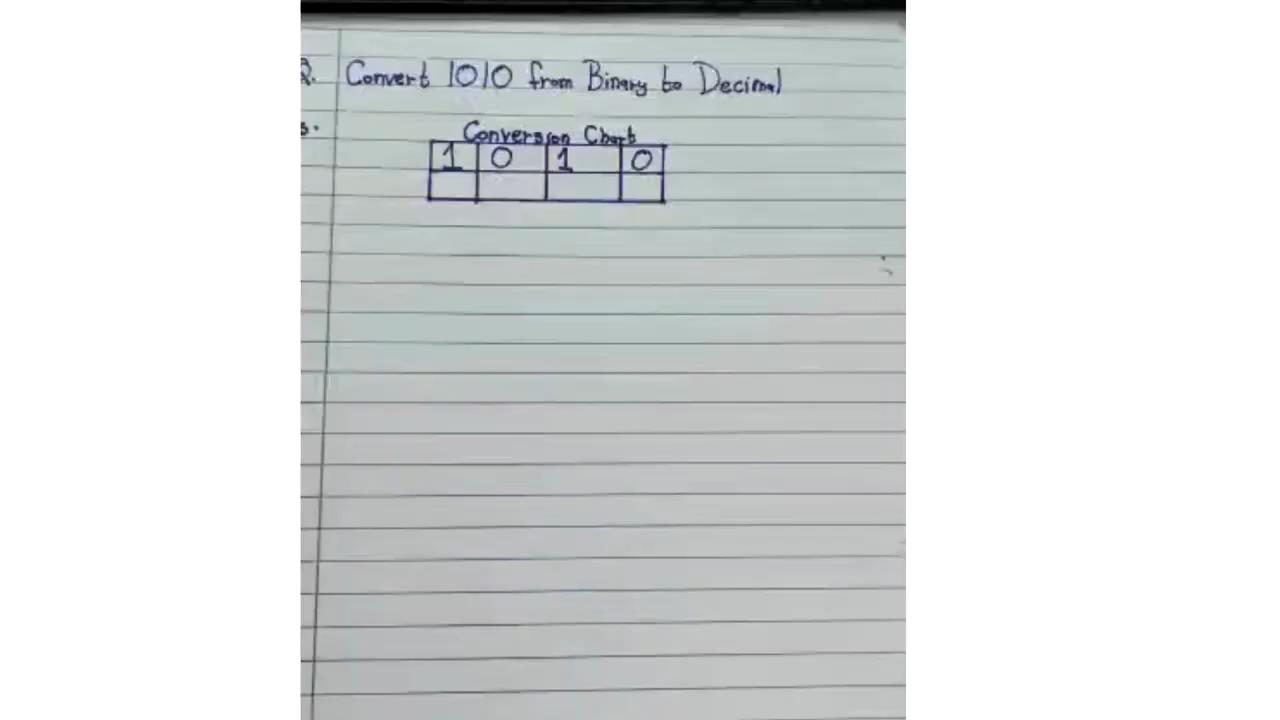 Q. Convert 1010 from Binary to Decimal
s.
Conversion Chart
1 0 1 0